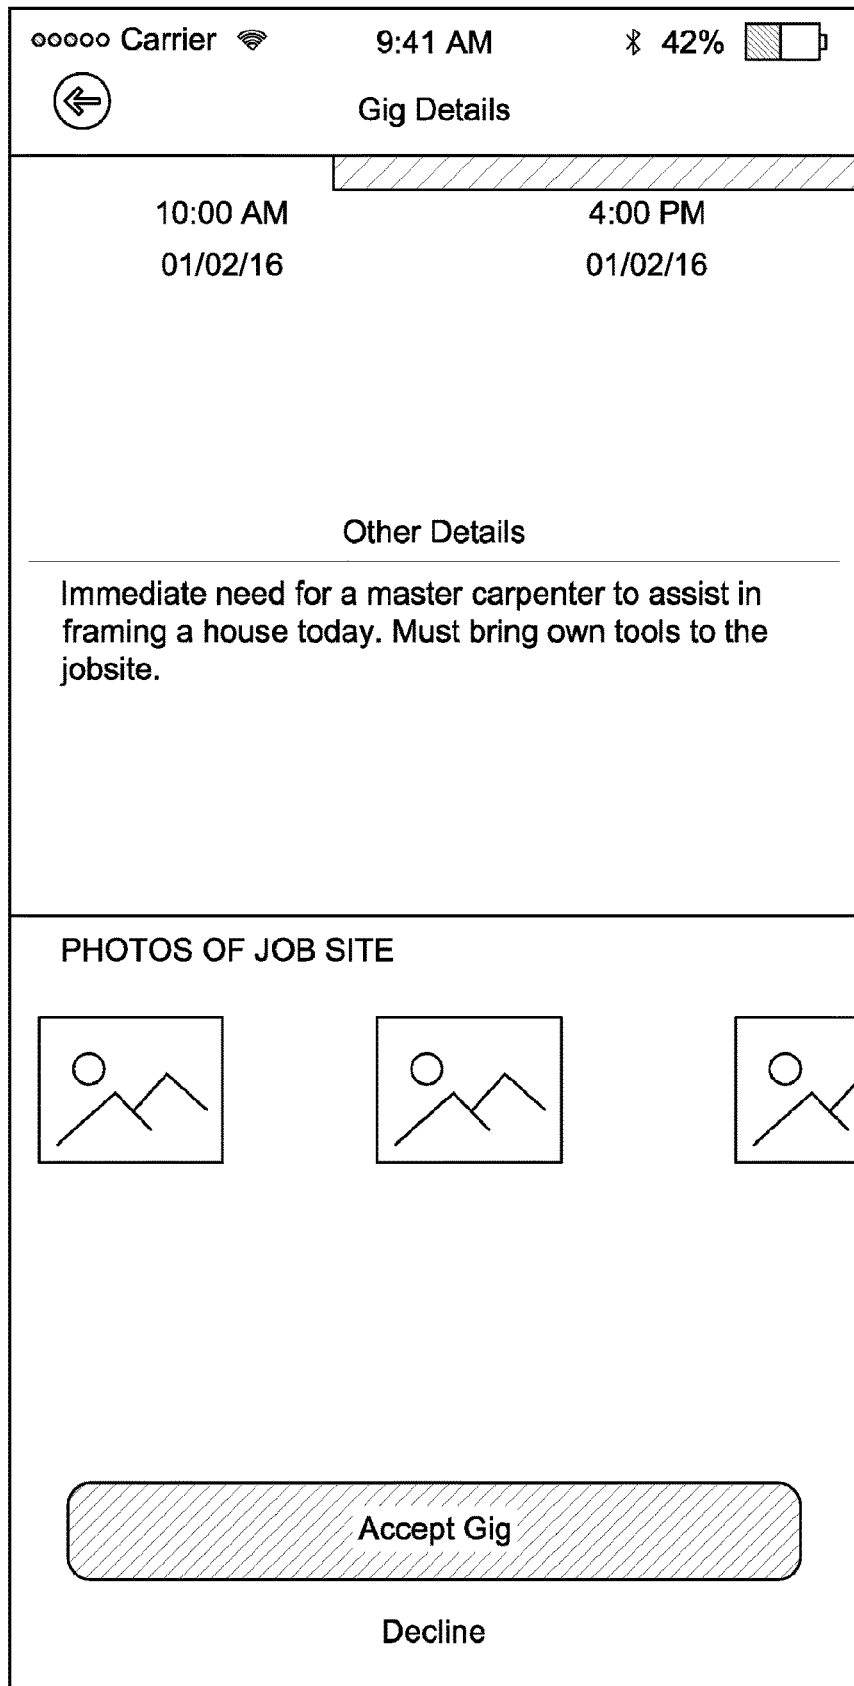 Carrier 9:41 AM 42%
Gig Details
10:00 AM 4:00 PM
01/02/16 01/02/16
Other Details
Immediate need for a master carpenter to assist in
framing a house today. Must bring own tools to the
jobsite.
PHOTOS OF JOB SITE
Accept Gig
Decline